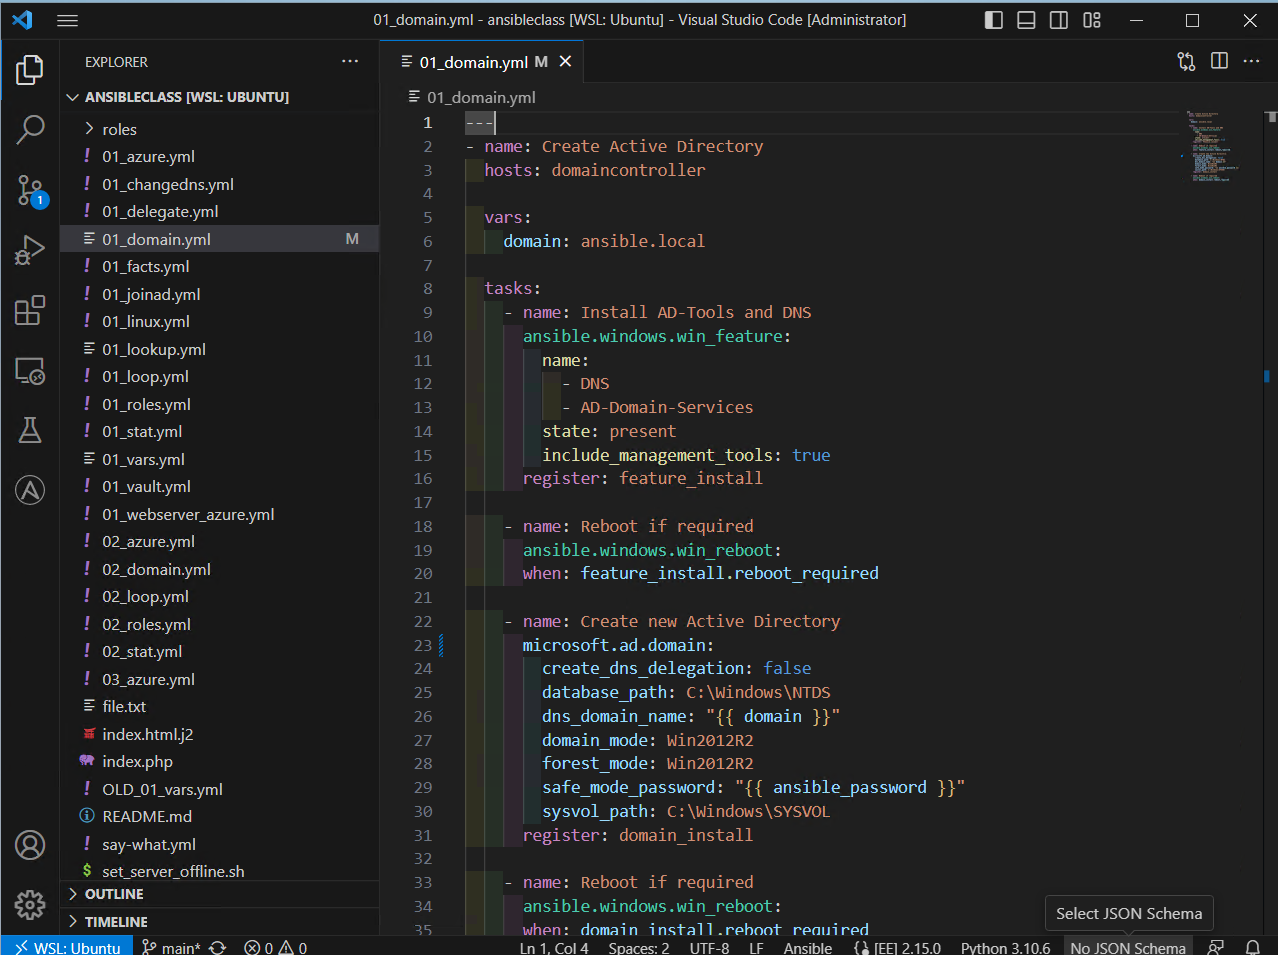 01_domain.yml - ansibleclass [WSL: Ubuntu] - Visual Studio Code [Administrator]
EXPLORER
ANSIBLECLASS [WSL: UBUNTU]
roles
01_azure.yml
01_changedns.yml
01_delegate.yml
01_domain.yml M
01_facts.yml
01_joinad.yml
01_linux.yml
01_lookup.yml
01_loop.yml
01_roles.yml
01_stat.yml
01_vars.yml
01_vault.yml
01_webserver_azure.yml
02_azure.yml
02_domain.yml
02_loop.yml
02_roles.yml
02_stat.yml
03_azure.yml
file.txt
index.html.j2
index.php
OLD_01_vars.yml
README.md
say-what.yml
set_server_offline.sh
OUTLINE
TIMELINE
1
01_domain.yml M
01_domain.yml
1 ---
2 - name: Create Active Directory
3 hosts: domaincontroller
4
5 vars:
6 domain: ansible.local
7
8 tasks:
9 - name: Install AD-Tools and DNS
10 ansible.windows.win_feature:
11 name:
12 - DNS
13 - AD-Domain-Services
14 state: present
15 include_management_tools: true
16 register: feature_install
17
18 - name: Reboot if required
19 ansible.windows.win_reboot:
20 when: feature_install.reboot_required
21
22 - name: Create new Active Directory
23 microsoft.ad.domain:
24 create_dns_delegation: false
25 database_path: C:\Windows\NTDS
26 dns_domain_name: "{{ domain }}"
27 domain_mode: Win2012R2
28 forest_mode: Win2012R2
29 safe_mode_password: "{{ ansible_password }}"
30 sysvol_path: C:\Windows\SYSVOL
31 register: domain_install
32
33 - name: Reboot if required
34 ansible.windows.win_reboot:
35 when: domain_install.reboot_required
Select JSON Schema
WSL: Ubuntu main* 0 0 Ln 1, Col 4 Spaces: 2 UTF-8 LF Ansible [EE] 2.15.0 Python 3.10.6 No JSON Schema